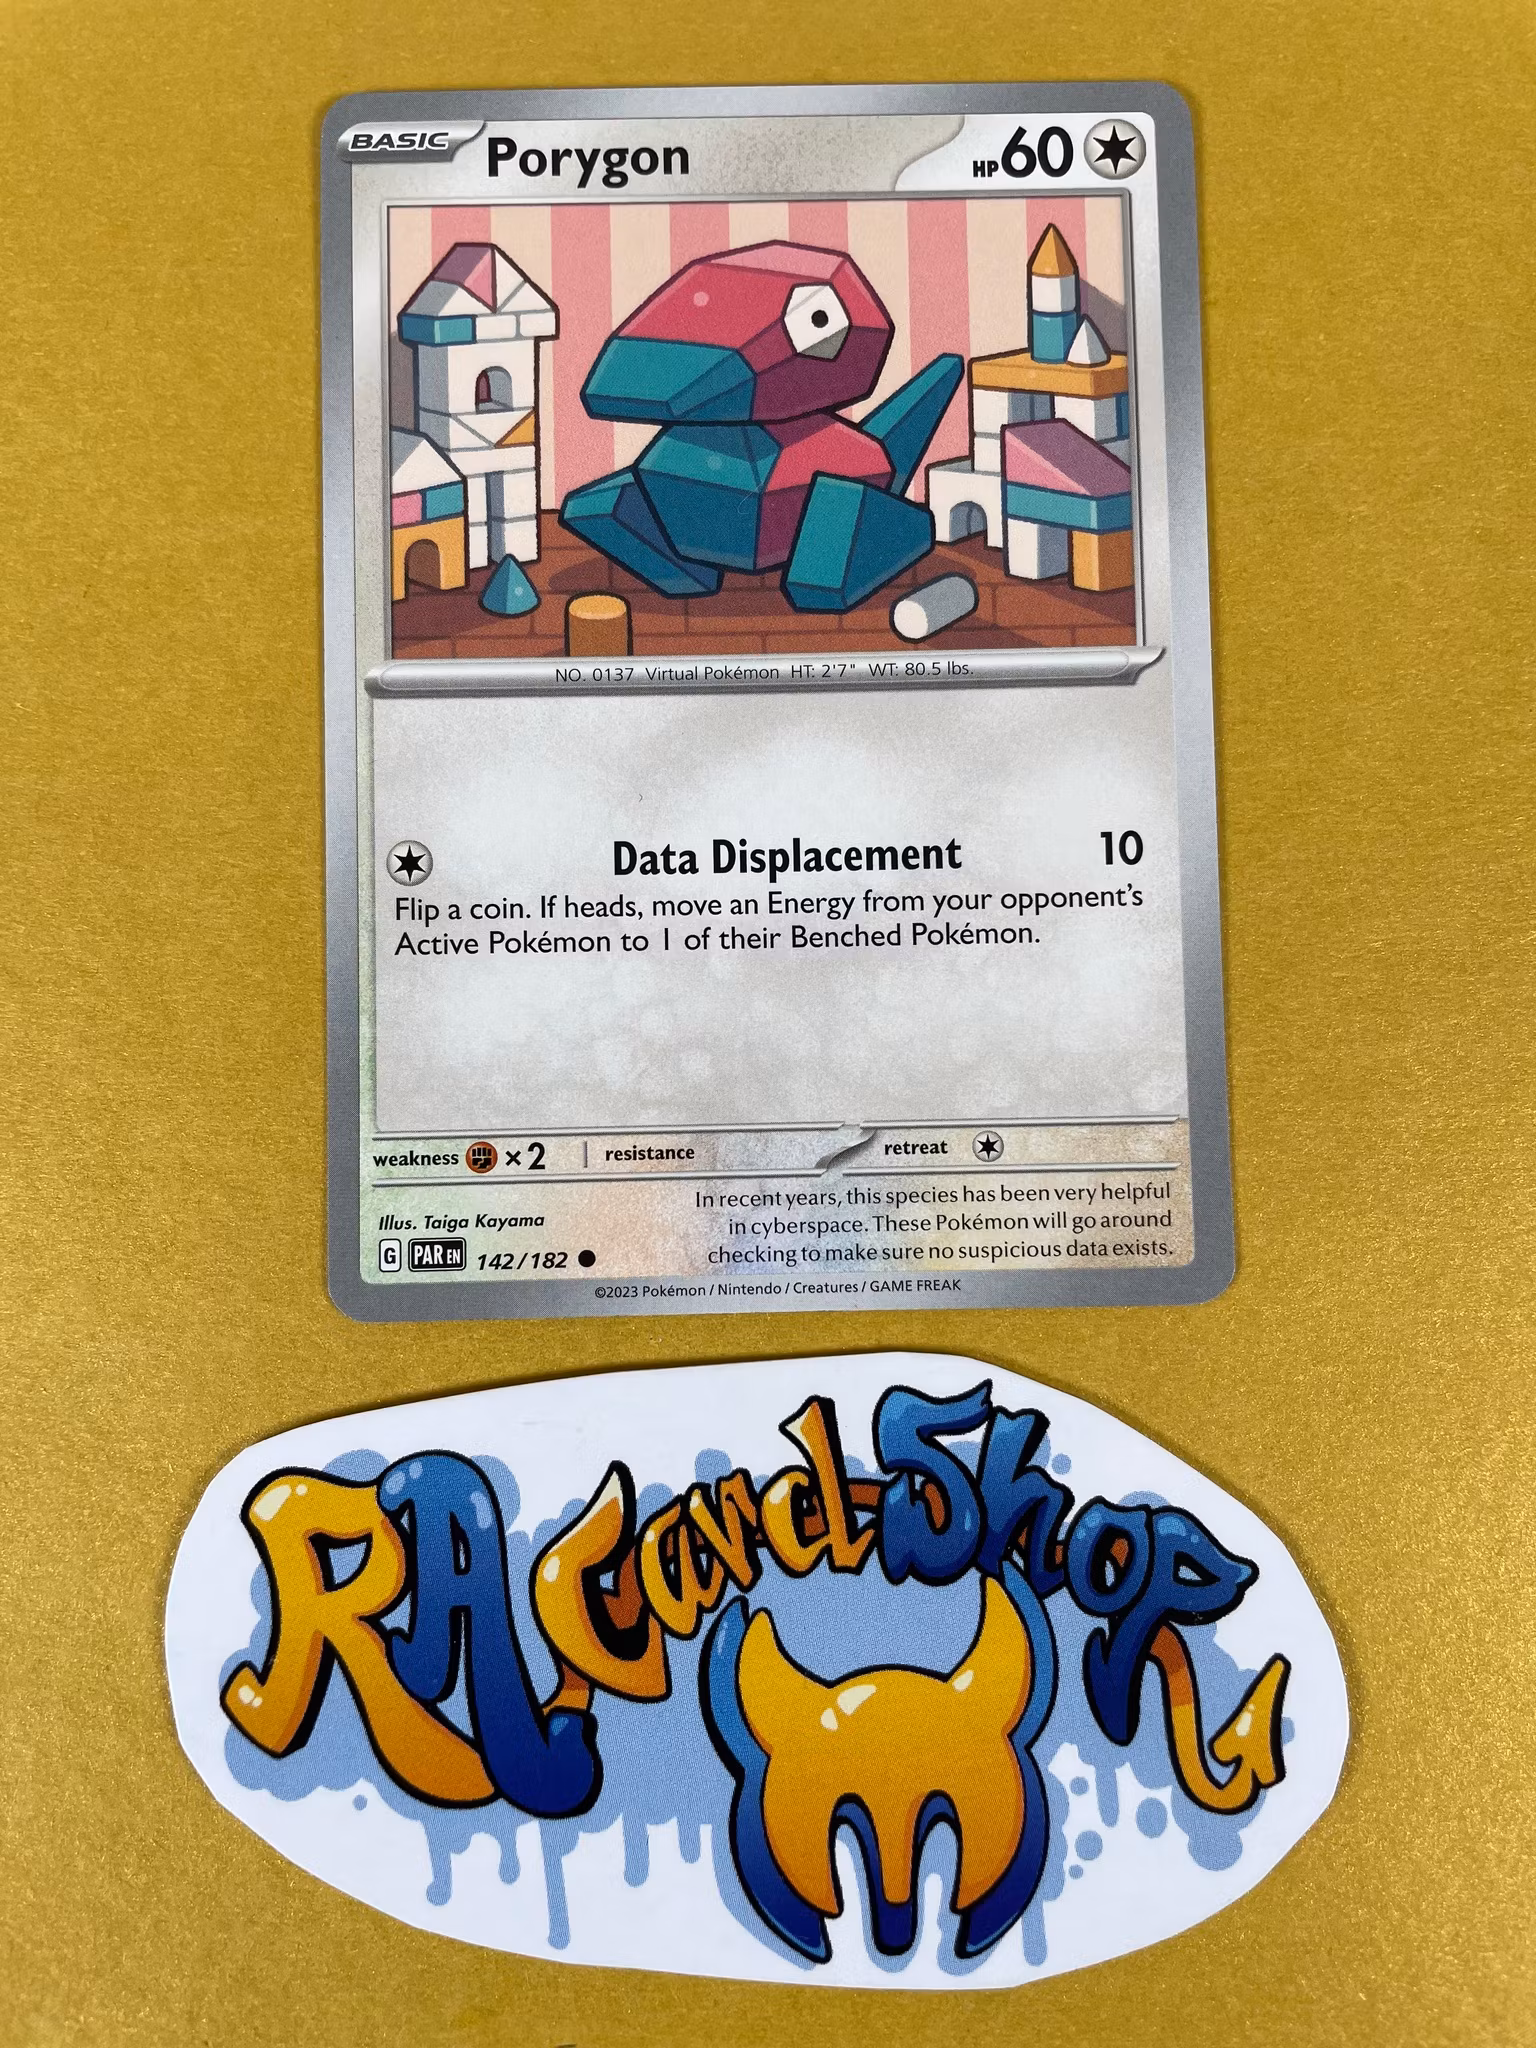 BASIC
Porygon
HP 60
NO. 0137 Virtual Pokémon HT: 2'7" WT: 80.5 lbs.
Data Displacement 10
Flip a coin. If heads, move an Energy from your opponent's
Active Pokémon to 1 of their Benched Pokémon.
weakness ×2 | resistance retreat
In recent years, this species has been very helpful
in cyberspace. These Pokémon will go around
checking to make sure no suspicious data exists.
Illus. Taiga Kayama
G PAR EN 142/182
©2023 Pokémon / Nintendo / Creatures / GAME FREAK
RA Card Shop